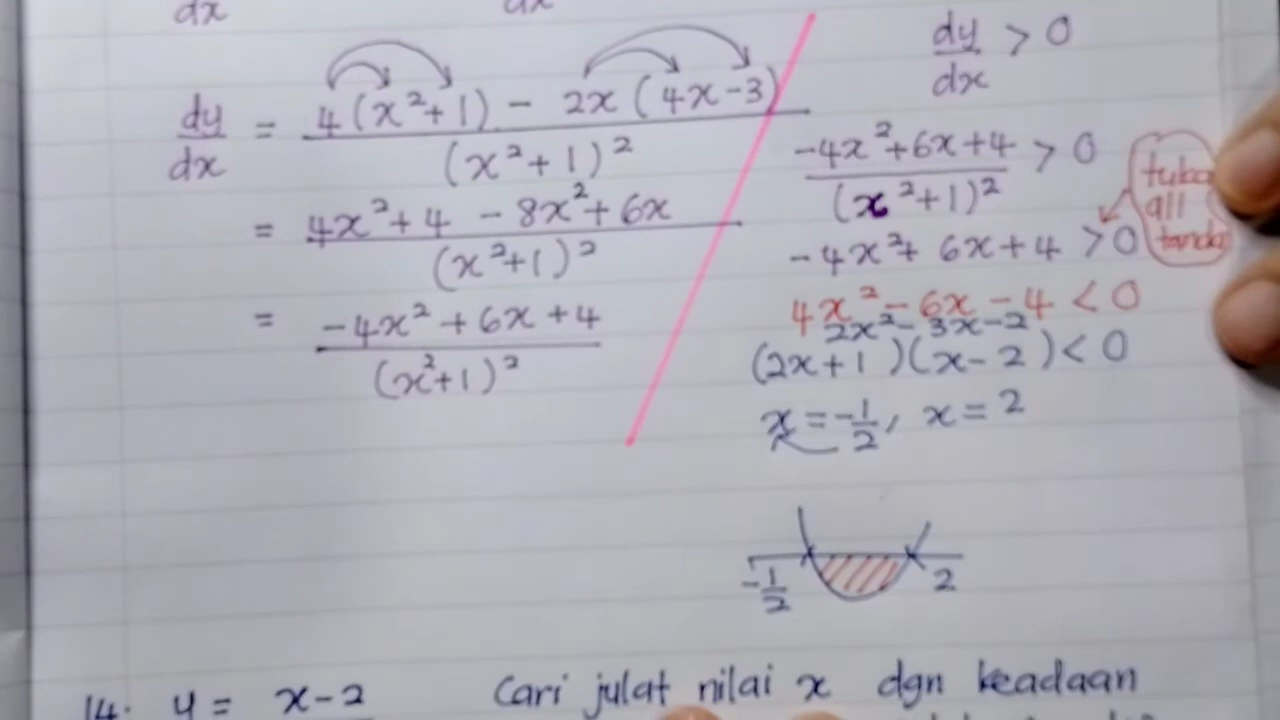 dx dx
dy/dx = 4(x²+1) - 2x(4x-3) / (x²+1)²
= 4x²+4 - 8x²+6x / (x²+1)²
= -4x²+6x+4 / (x²+1)²
dy/dx > 0
-4x²+6x+4 / (x²+1)² > 0
-4x²+6x+4 > 0
all
4x²-6x-4 < 0
2x²-3x-2
(2x+1)(x-2) < 0
x = -1/2, x = 2
-1/2 2
14. y = x-2 Cari julat nilai x dgn keadaan